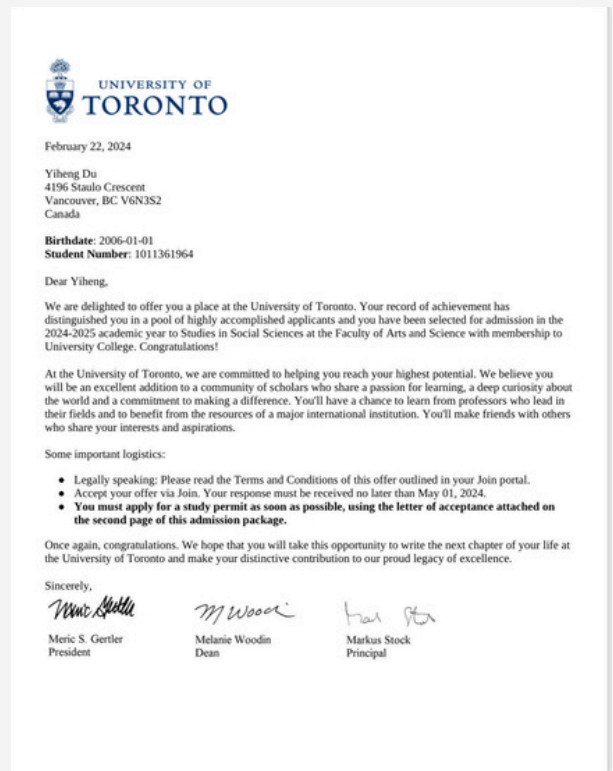 UNIVERSITY OF
TORONTO
February 22, 2024
Yiheng Du
4196 Staulo Crescent
Vancouver, BC V6N3S2
Canada
Birthdate: 2006-01-01
Student Number: 1011361964
Dear Yiheng,
We are delighted to offer you a place at the University of Toronto. Your record of achievement has
distinguished you in a pool of highly accomplished applicants and you have been selected for admission in the
2024-2025 academic year to Studies in Social Sciences at the Faculty of Arts and Science with membership to
University College. Congratulations!
At the University of Toronto, we are committed to helping you reach your highest potential. We believe you
will be an excellent addition to a community of scholars who share a passion for learning, a deep curiosity about
the world and a commitment to making a difference. You'll have a chance to learn from professors who lead in
their fields and to benefit from the resources of a major international institution. You'll make friends with others
who share your interests and aspirations.
Some important logistics:
● Legally speaking: Please read the Terms and Conditions of this offer outlined in your Join portal.
● Accept your offer via Join. Your response must be received no later than May 01, 2024.
● You must apply for a study permit as soon as possible, using the letter of acceptance attached on
the second page of this admission package.
Once again, congratulations. We hope that you will take this opportunity to write the next chapter of your life at
the University of Toronto and make your distinctive contribution to our proud legacy of excellence.
Sincerely,
Meric S. Gertler Melanie Woodin Markus Stock
President Dean Principal